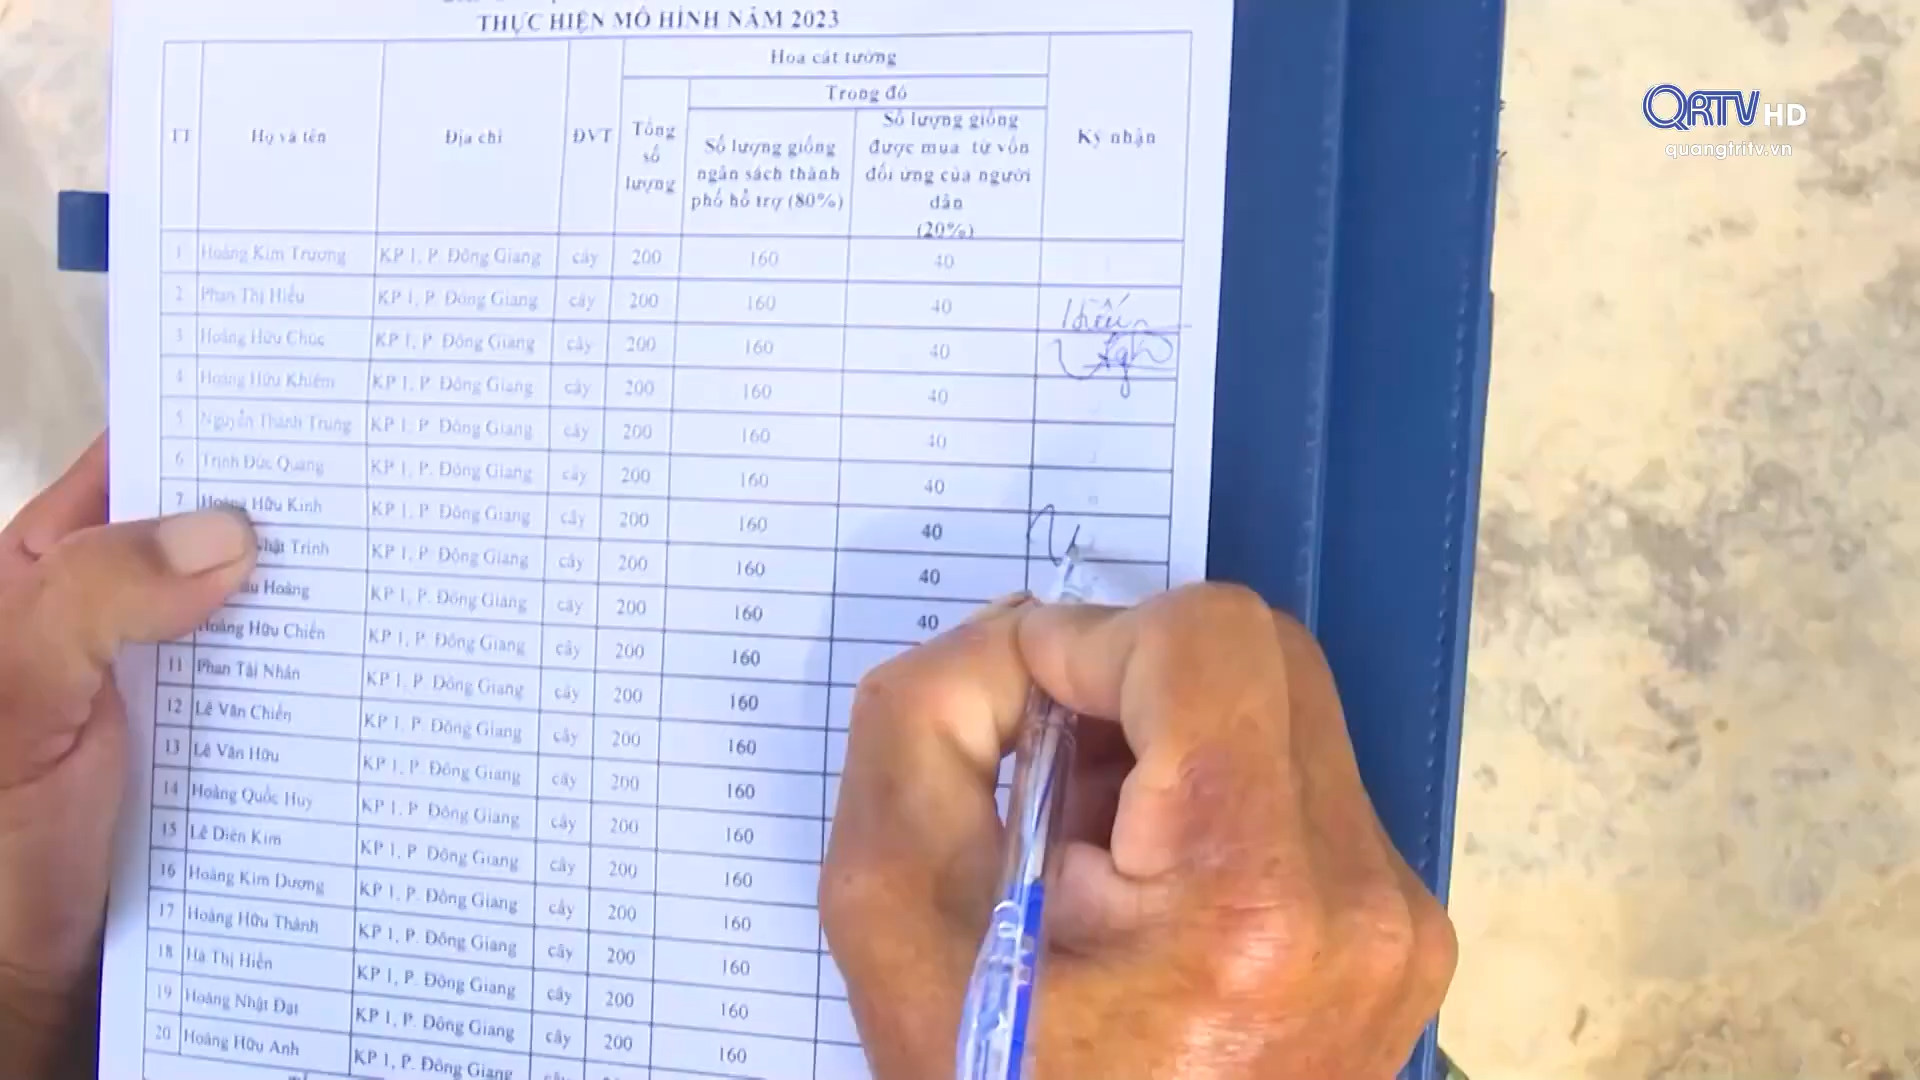 THỰC HIỆN MÔ HÌNH NĂM 2023
TT Họ và tên Địa chỉ ĐVT Hoa cát tường Ký nhận
Tổng số lượng Trong đó
Số lượng giống ngân sách thành phố hỗ trợ (80%) Số lượng giống được mua từ vốn đối ứng của người dân (20%)
1 Hoàng Kim Trương KP 1, P. Đông Giang cây 200 160 40
2 Phan Thị Hiếu KP 1, P. Đông Giang cây 200 160 40 Hiếu
3 Hoàng Hữu Chúc KP 1, P. Đông Giang cây 200 160 40
4 Hoàng Hữu Khiêm KP 1, P. Đông Giang cây 200 160 40
5 Nguyễn Thành Trung KP 1, P. Đông Giang cây 200 160 40
6 Trịnh Đức Quang KP 1, P. Đông Giang cây 200 160 40
7 Hoàng Hữu Kính KP 1, P. Đông Giang cây 200 160 40
Nhật Trinh KP 1, P. Đông Giang cây 200 160 40
Hoàng KP 1, P. Đông Giang cây 200 160 40
Hoàng Hữu Chiến KP 1, P. Đông Giang cây 200 160
11 Phan Tài Nhân KP 1, P. Đông Giang cây 200 160
12 Lê Văn Chiến KP 1, P. Đông Giang cây 200 160
13 Lê Văn Hữu KP 1, P. Đông Giang cây 200 160
14 Hoàng Quốc Huy KP 1, P. Đông Giang cây 200 160
15 Lê Diên Kim KP 1, P. Đông Giang cây 200 160
16 Hoàng Kim Dương KP 1, P. Đông Giang cây 200 160
17 Hoàng Hữu Thành KP 1, P. Đông Giang cây 200 160
18 Hà Thị Hiền KP 1, P. Đông Giang cây 200 160
19 Hoàng Nhật Đạt KP 1, P. Đông Giang cây 200 160
20 Hoàng Hữu Anh KP 1, P. Đông Giang
QRTV HD
quangtritv.vn